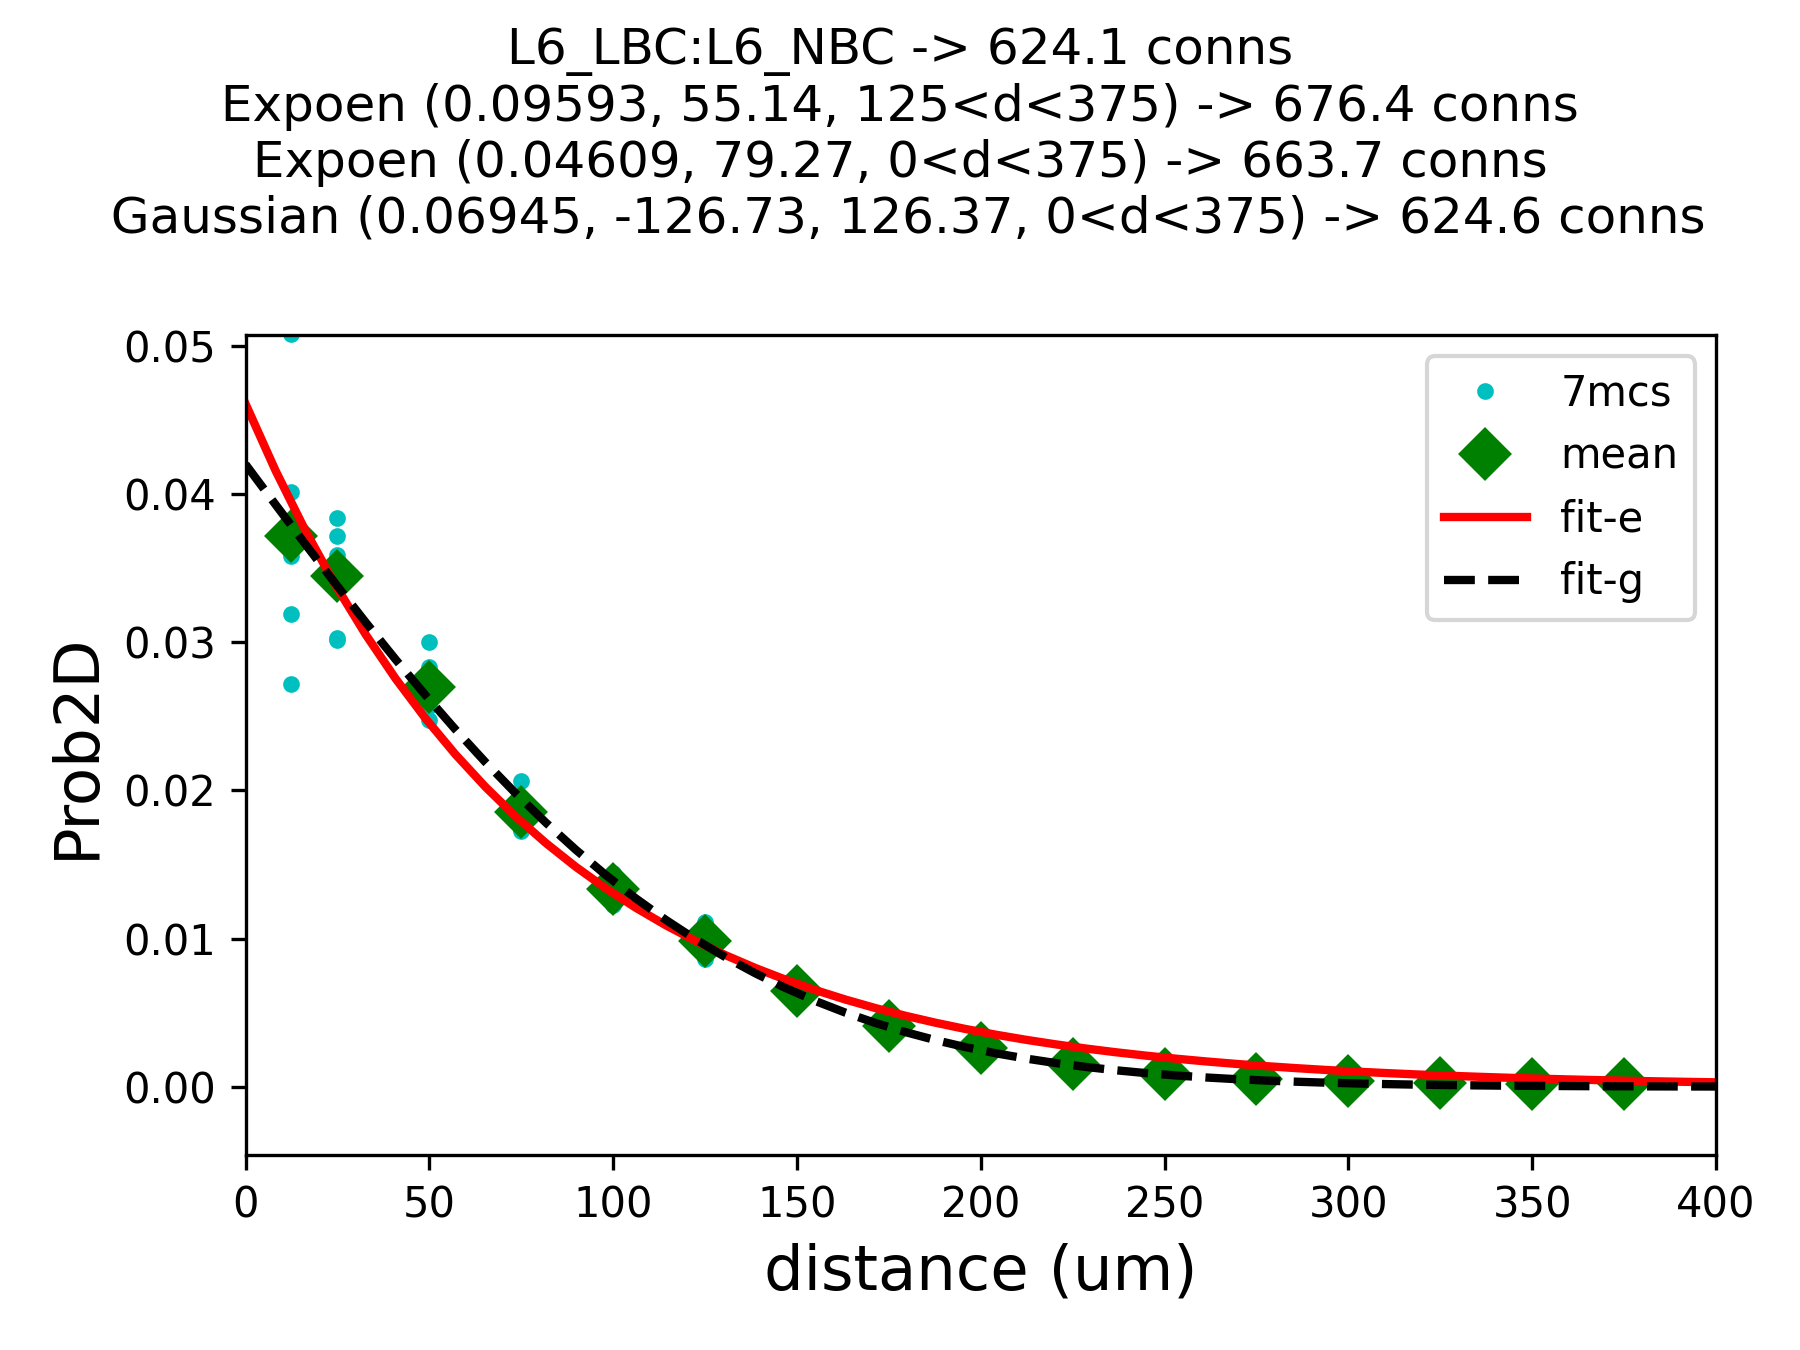 L6_LBC:L6_NBC -> 624.1 conns
Expoen (0.09593, 55.14, 125<d<375) -> 676.4 conns
Expoen (0.04609, 79.27, 0<d<375) -> 663.7 conns
Gaussian (0.06945, -126.73, 126.37, 0<d<375) -> 624.6 conns
0.05
0.04
0.03
0.02
0.01
0.00
Prob2D
7mcs
mean
fit-e
fit-g
0 50 100 150 200 250 300 350 400
distance (um)